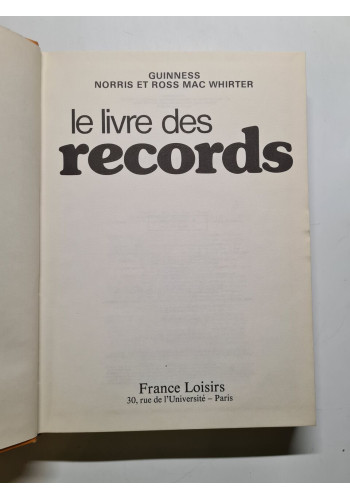 GUINNESS
NORRIS ET ROSS MAC WHIRTER
le livre des
records
France Loisirs
30, rue de l'Université – Paris